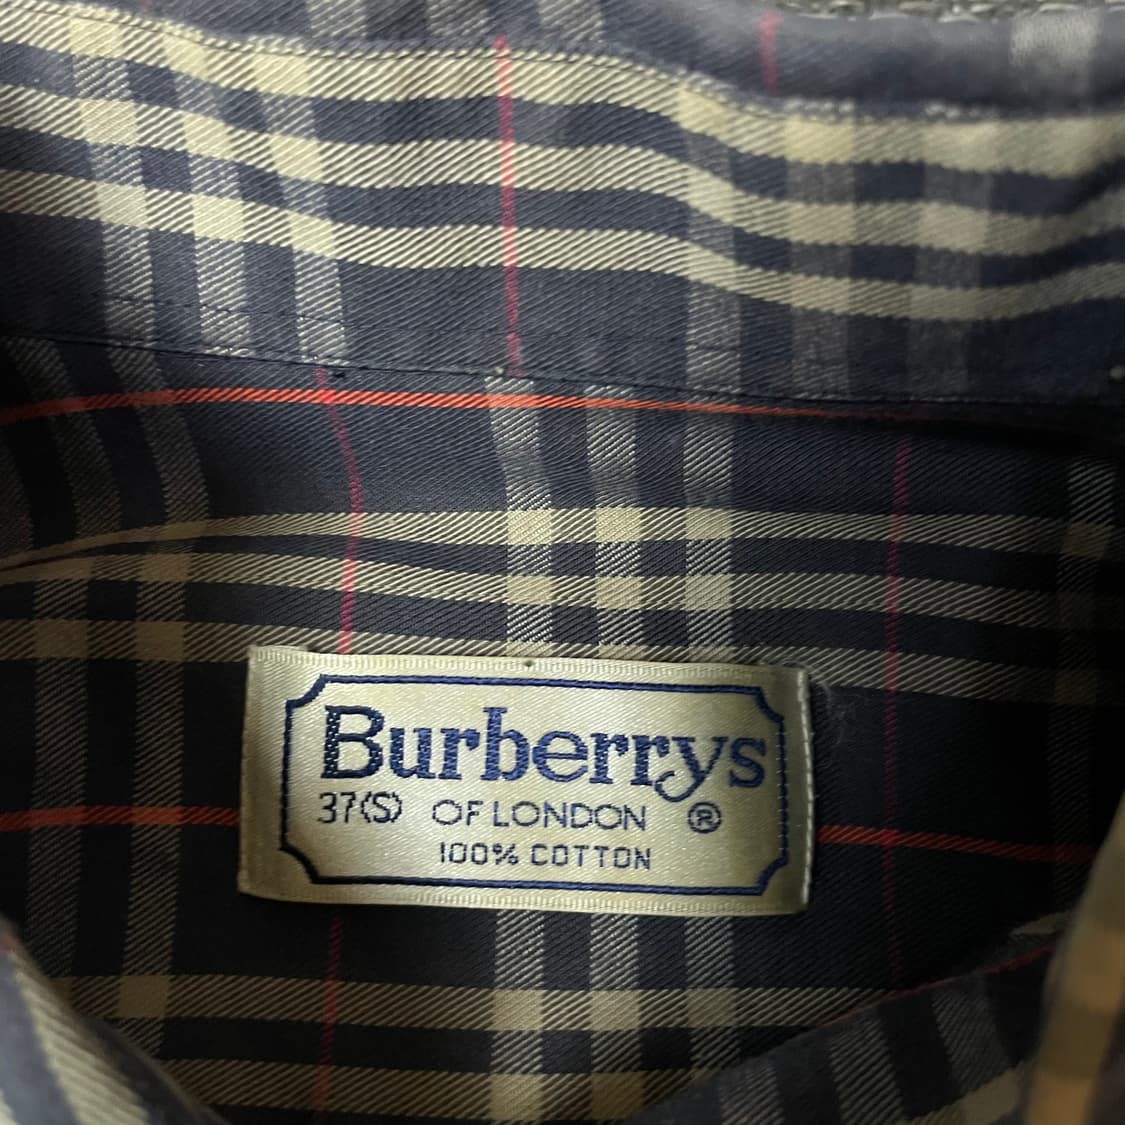 Burberrys
37(S) OF LONDON ®
100% COTTON